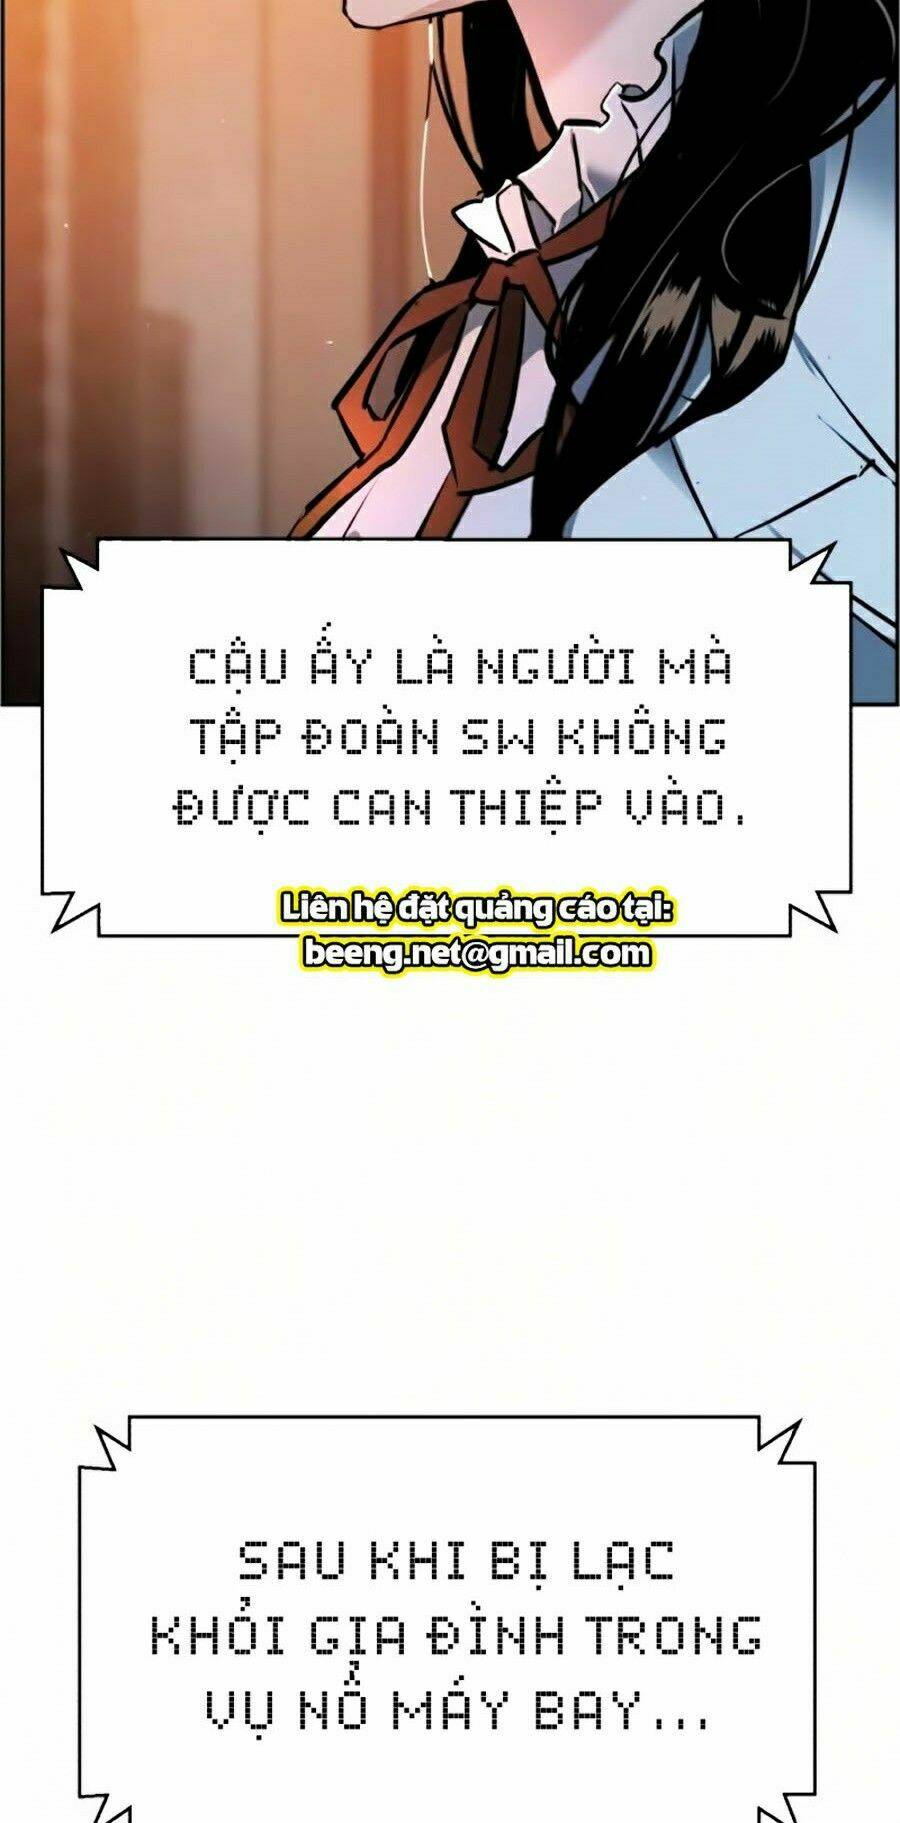 CẬU ẤY LÀ NGƯỜI MÀ
TẬP ĐOÀN SW KHÔNG
ĐƯỢC CAN THIỆP VÀO.
Liên hệ đặt quảng cáo tại:
beeng.net@gmail.com
SAU KHI BỊ LẠC
KHỎI GIA ĐÌNH TRONG
VỤ NỔ MÁY BAY...